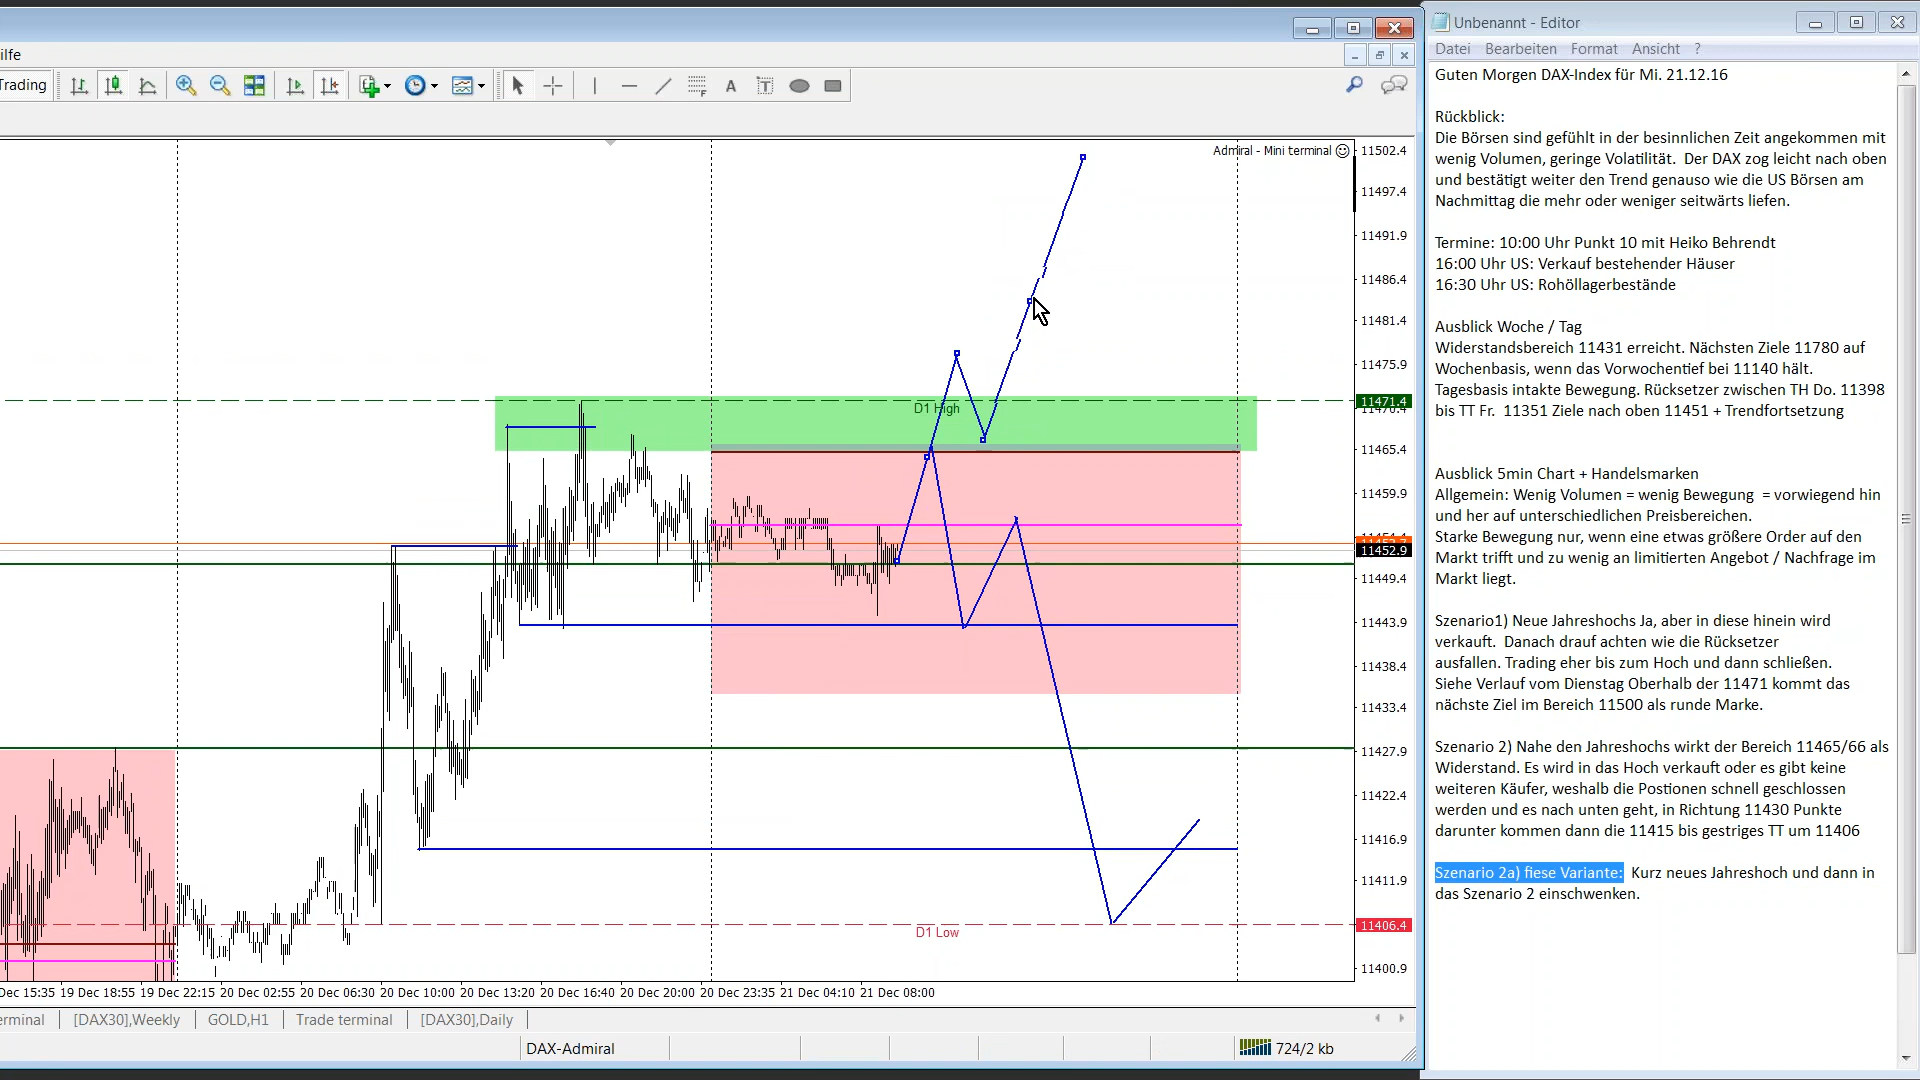 Unbenannt - Editor
ilfe
Datei Bearbeiten Format Ansicht ?
Trading
Guten Morgen DAX-Index für Mi. 21.12.16
Rückblick:
Die Börsen sind gefühlt in der besinnlichen Zeit angekommen mit
wenig Volumen, geringe Volatilität. Der DAX zog leicht nach oben
und bestätigt weiter den Trend genauso wie die US Börsen am
Nachmittag die mehr oder weniger seitwärts liefen.
Termine: 10:00 Uhr Punkt 10 mit Heiko Behrendt
16:00 Uhr US: Verkauf bestehender Häuser
16:30 Uhr US: Rohöllagerbestände
Ausblick Woche / Tag
Widerstandsbereich 11431 erreicht. Nächsten Ziele 11780 auf
Wochenbasis, wenn das Vorwochentief bei 11140 hält.
Tagesbasis intakte Bewegung. Rücksetzer zwischen TH Do. 11398
bis TT Fr. 11351 Ziele nach oben 11451 + Trendfortsetzung
Ausblick 5min Chart + Handelsmarken
Allgemein: Wenig Volumen = wenig Bewegung = vorwiegend hin
und her auf unterschiedlichen Preisbereichen.
Starke Bewegung nur, wenn eine etwas größere Order auf den
Markt trifft und zu wenig an limitierten Angebot / Nachfrage im
Markt liegt.
Szenario1) Neue Jahreshochs Ja, aber in diese hinein wird
verkauft. Danach drauf achten wie die Rücksetzer
ausfallen. Trading eher bis zum Hoch und dann schließen.
Siehe Verlauf vom Dienstag Oberhalb der 11471 kommt das
nächste Ziel im Bereich 11500 als runde Marke.
Szenario 2) Nahe den Jahreshochs wirkt der Bereich 11465/66 als
Widerstand. Es wird in das Hoch verkauft oder es gibt keine
weiteren Käufer, weshalb die Postionen schnell geschlossen
werden und es nach unten geht, in Richtung 11430 Punkte
darunter kommen dann die 11415 bis gestriges TT um 11406
Szenario 2a) fiese Variante: Kurz neues Jahreshoch und dann in
das Szenario 2 einschwenken.
Admiral - Mini terminal
11502.4
11497.4
11491.9
11486.4
11481.4
11475.9
11471.4
D1 High
11465.4
11459.9
11452.9
11449.4
11443.9
11438.4
11433.4
11427.9
11422.4
11416.9
11411.9
11406.4
D1 Low
11400.9
Dec 15:35 19 Dec 18:55 19 Dec 22:15 20 Dec 02:55 20 Dec 06:30 20 Dec 10:00 20 Dec 13:20 20 Dec 16:40 20 Dec 20:00 20 Dec 23:35 21 Dec 04:10 21 Dec 08:00
erminal [DAX30],Weekly GOLD,H1 Trade terminal [DAX30],Daily
DAX-Admiral 724/2 kb